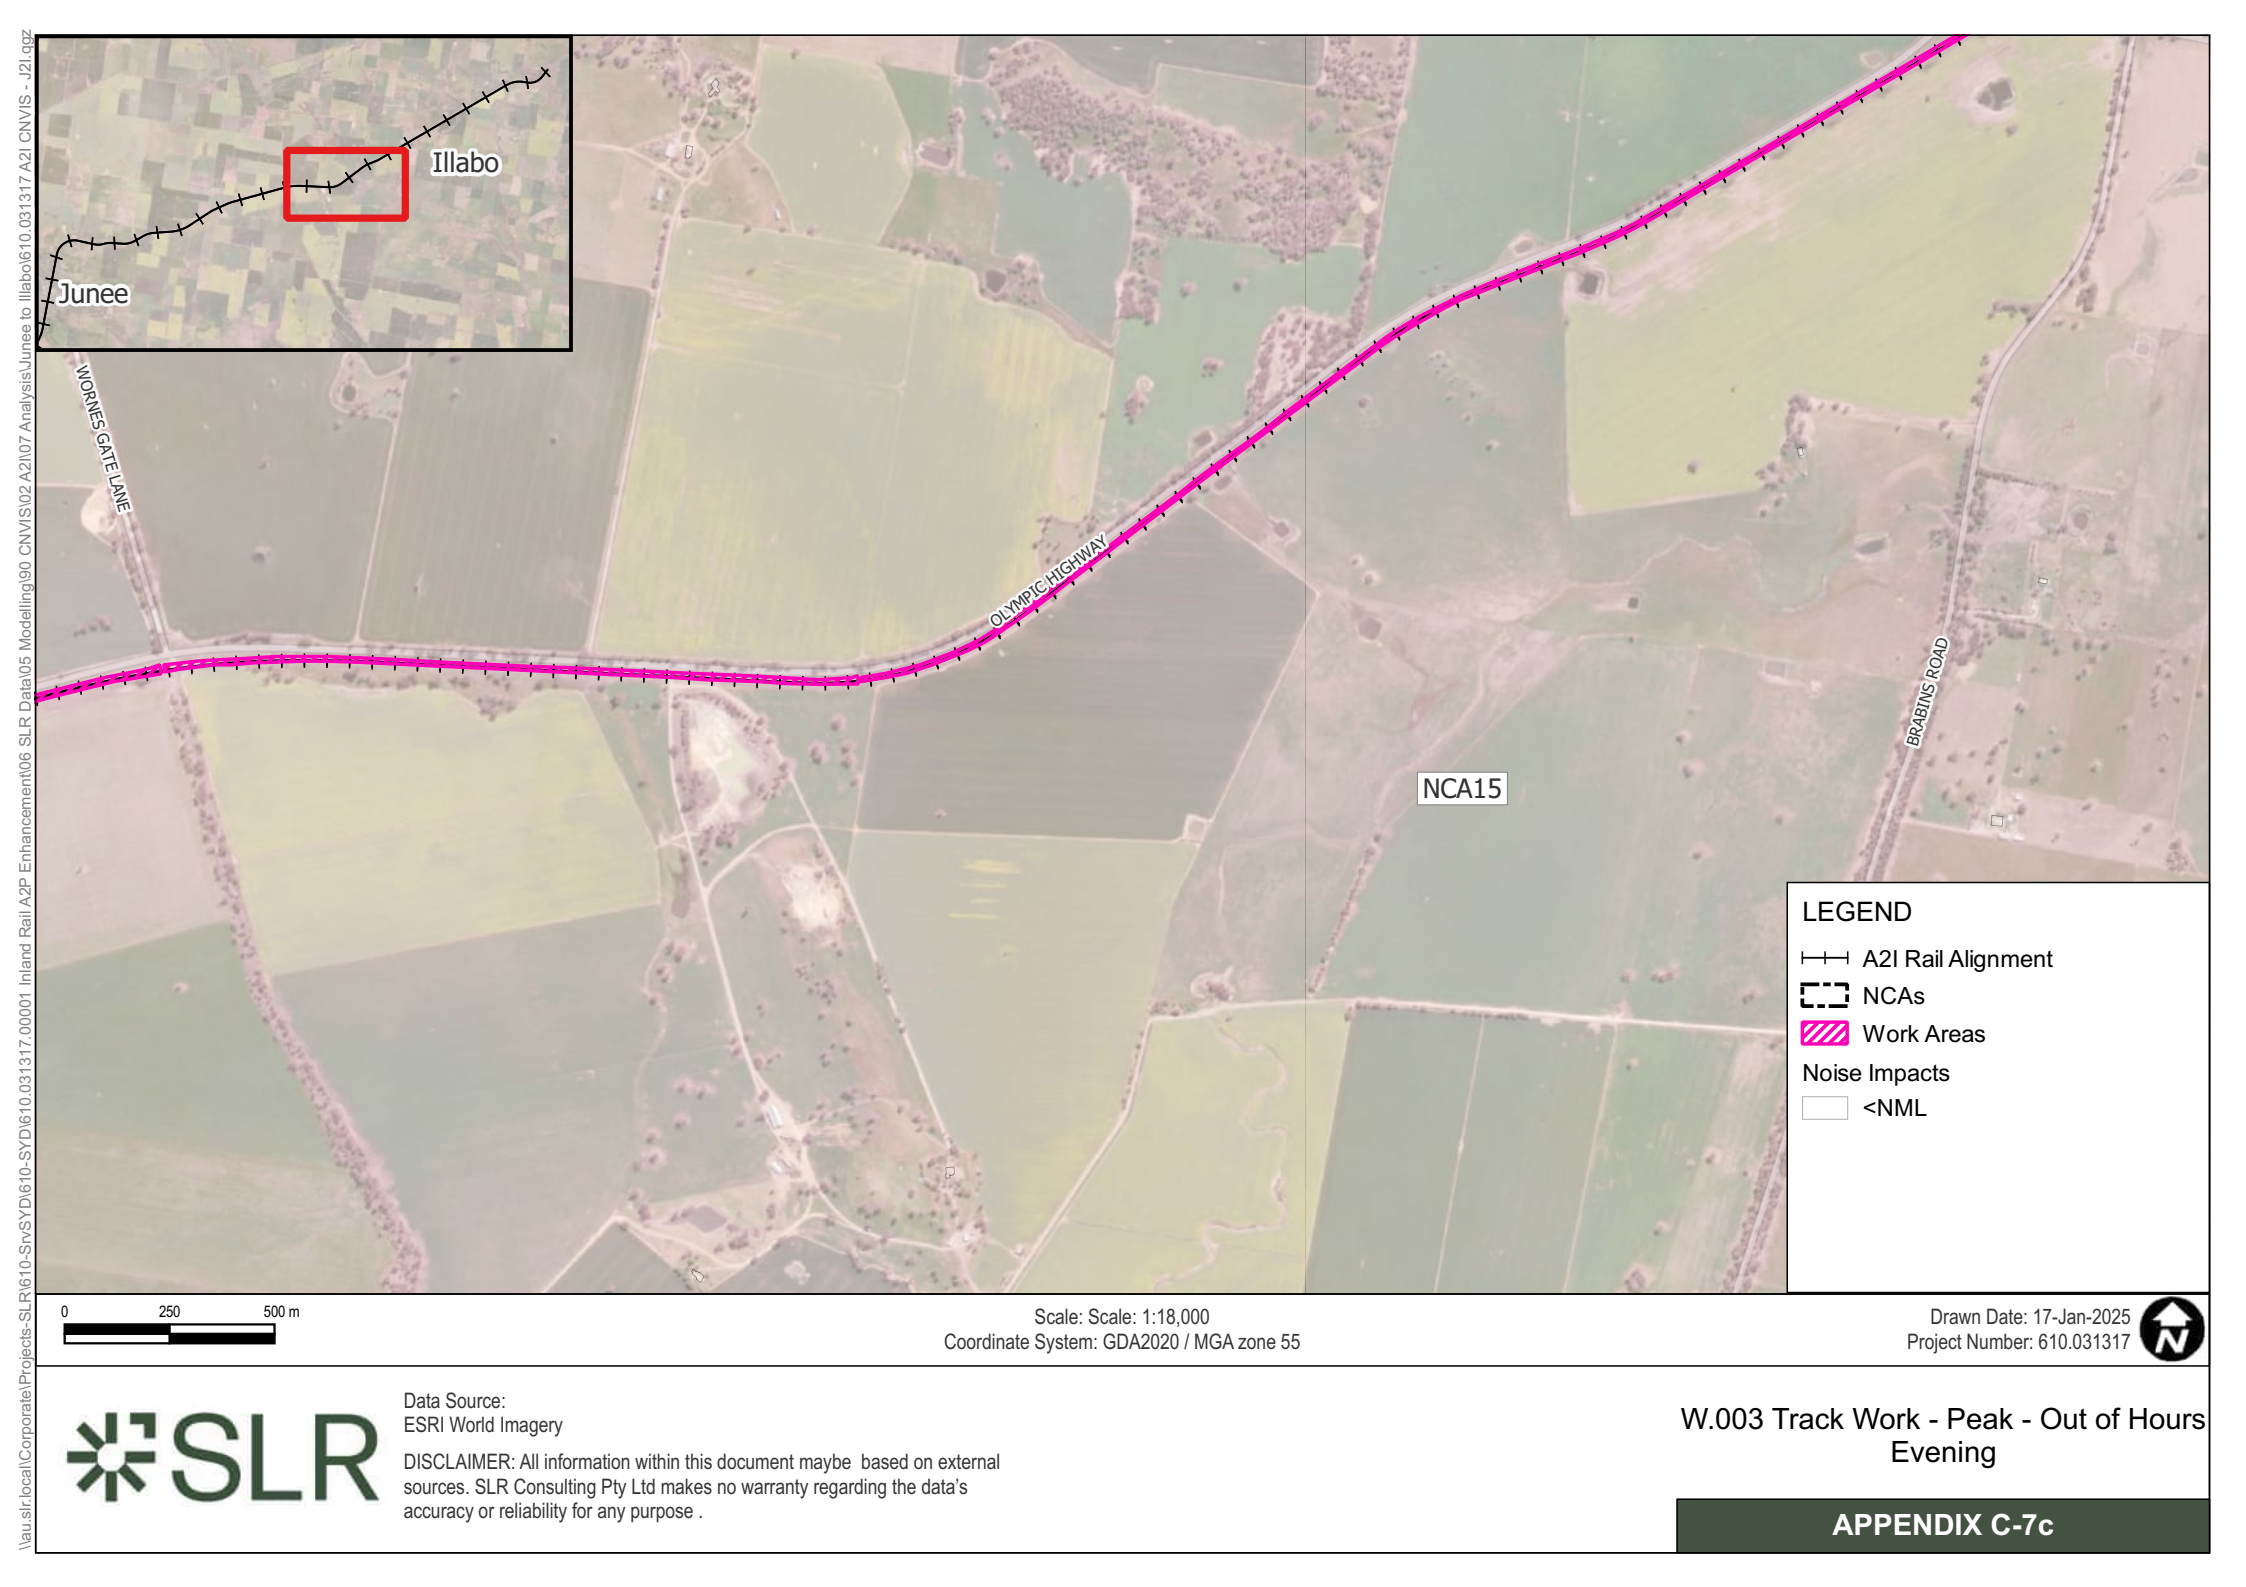 \\au.slr.local\Corporate\Projects-SLR\610-SrvSYD\610-SYD\610.031317.00001 Inland Rail A2P Enhancement\06 SLR Data\05 Modelling\90 CNVIS\02 A2I\07 Analysis\Junee to Illabo\610.031317 A2I CNVIS - J2I.qgz
Illabo
Junee
WORNES GATE LANE
OLYMPIC HIGHWAY
BRABINS ROAD
NCA15
LEGEND
A2I Rail Alignment
NCAs
Work Areas
Noise Impacts
<NML
0 250 500 m
Scale: Scale: 1:18,000
Coordinate System: GDA2020 / MGA zone 55
Drawn Date: 17-Jan-2025
Project Number: 610.031317
N
SLR
Data Source:
ESRI World Imagery
DISCLAIMER: All information within this document maybe based on external
sources. SLR Consulting Pty Ltd makes no warranty regarding the data's
accuracy or reliability for any purpose .
W.003 Track Work - Peak - Out of Hours
Evening
APPENDIX C-7c